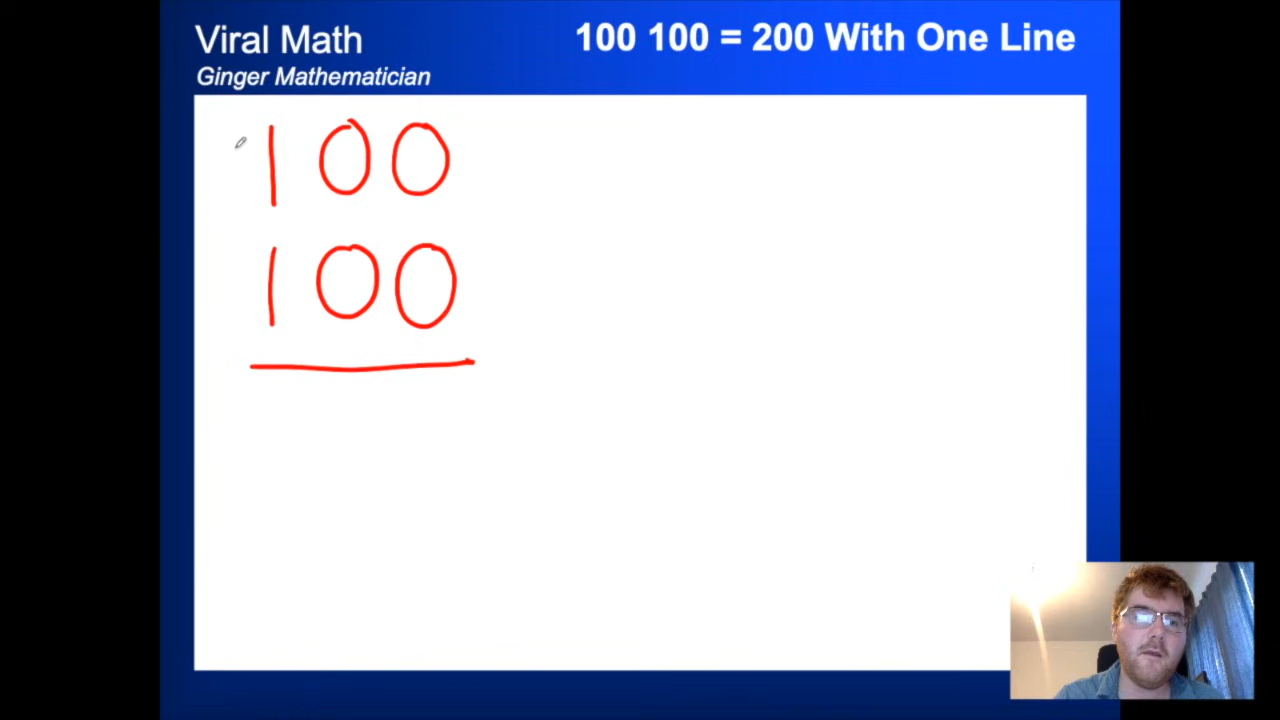 Viral Math
100 100 = 200 With One Line
Ginger Mathematician
100
100